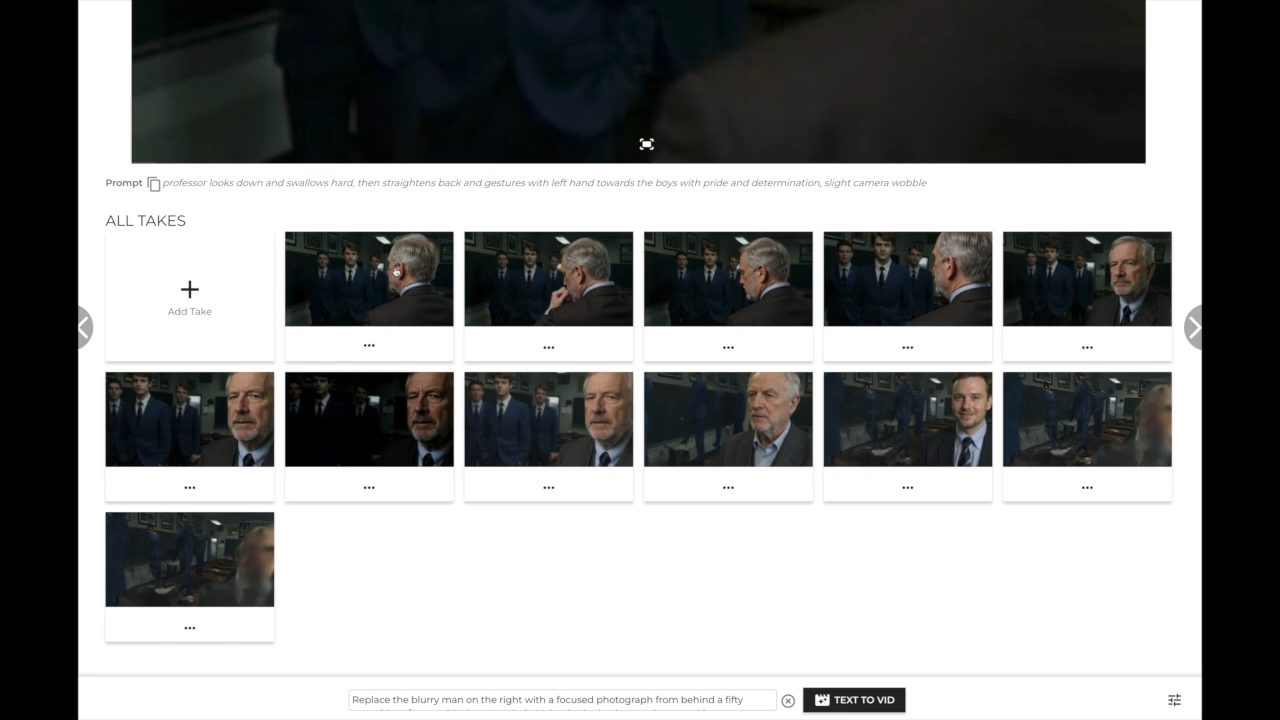 Prompt professor looks down and swallows hard, then straightens back and gestures with left hand towards the boys with pride and determination, slight camera wobble
ALL TAKES
Add Take
Replace the blurry man on the right with a focused photograph from behind a fifty
TEXT TO VID